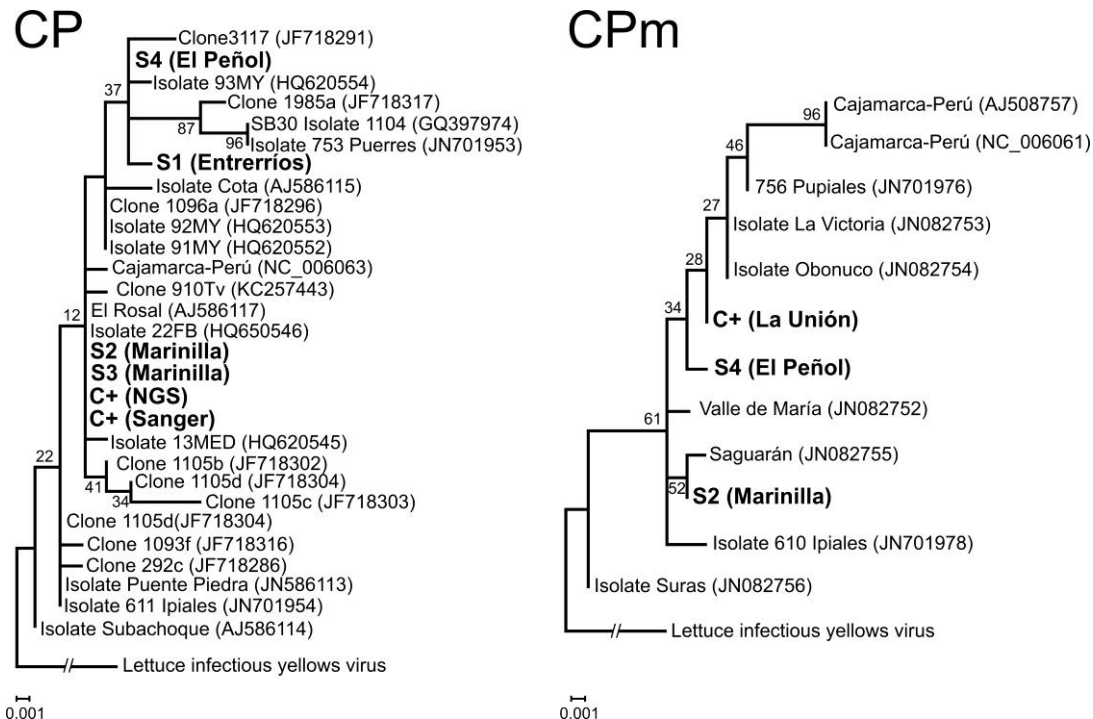 CP
Clone3117 (JF718291)
S4 (El Peñol)
37
Isolate 93MY (HQ620554)
Clone 1985a (JF718317)
87
SB30 Isolate 1104 (GQ397974)
96
Isolate 753 Puerres (JN701953)
S1 (Entrerríos)
Isolate Cota (AJ586115)
Clone 1096a (JF718296)
Isolate 92MY (HQ620553)
Isolate 91MY (HQ620552)
Cajamarca-Perú (NC_006063)
Clone 910Tv (KC257443)
12
El Rosal (AJ586117)
Isolate 22FB (HQ650546)
S2 (Marinilla)
S3 (Marinilla)
C+ (NGS)
C+ (Sanger)
Isolate 13MED (HQ620545)
22
Clone 1105b (JF718302)
41
Clone 1105d (JF718304)
34
Clone 1105c (JF718303)
Clone 1105d(JF718304)
Clone 1093f (JF718316)
Clone 292c (JF718286)
Isolate Puente Piedra (JN586113)
Isolate 611 Ipiales (JN701954)
Isolate Subachoque (AJ586114)
Lettuce infectious yellows virus
0.001
CPm
Cajamarca-Perú (AJ508757)
96
Cajamarca-Perú (NC_006061)
46
756 Pupiales (JN701976)
27
Isolate La Victoria (JN082753)
28
Isolate Obonuco (JN082754)
34
C+ (La Unión)
S4 (El Peñol)
Valle de María (JN082752)
61
Saguarán (JN082755)
52
S2 (Marinilla)
Isolate 610 Ipiales (JN701978)
Isolate Suras (JN082756)
Lettuce infectious yellows virus
0.001